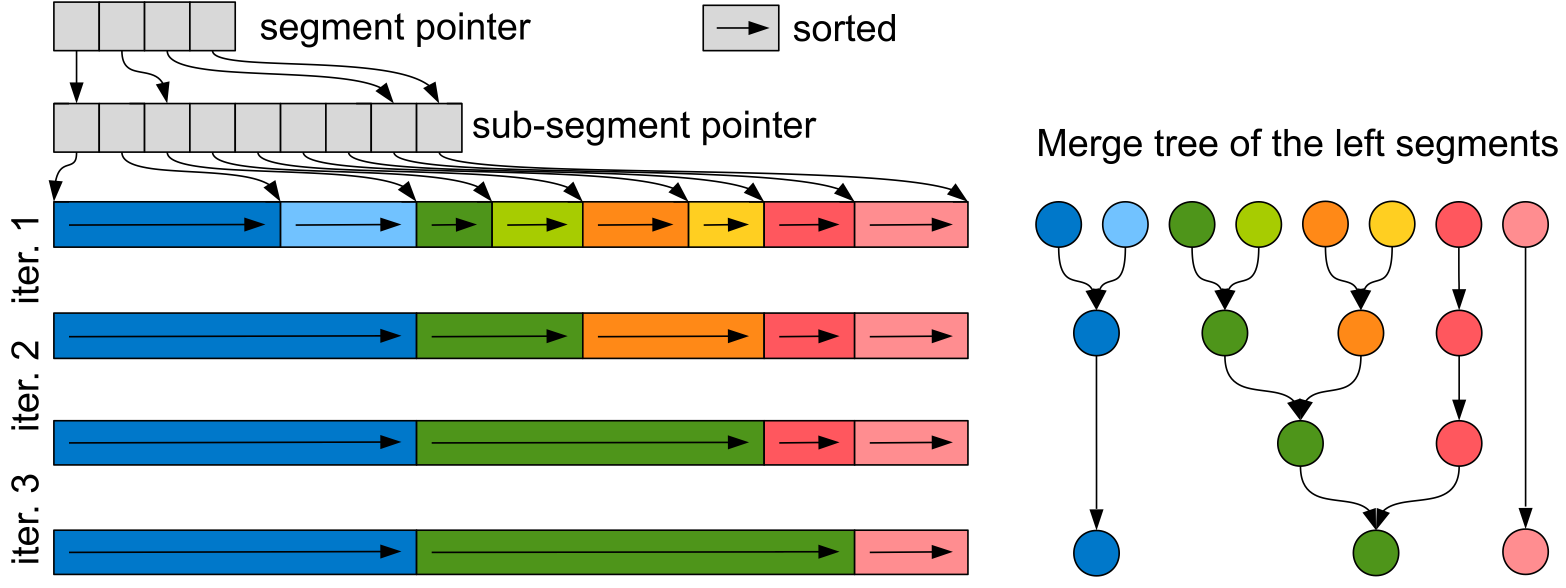 segment pointer
sorted
sub-segment pointer
Merge tree of the left segments
iter. 1
iter. 2
iter. 3